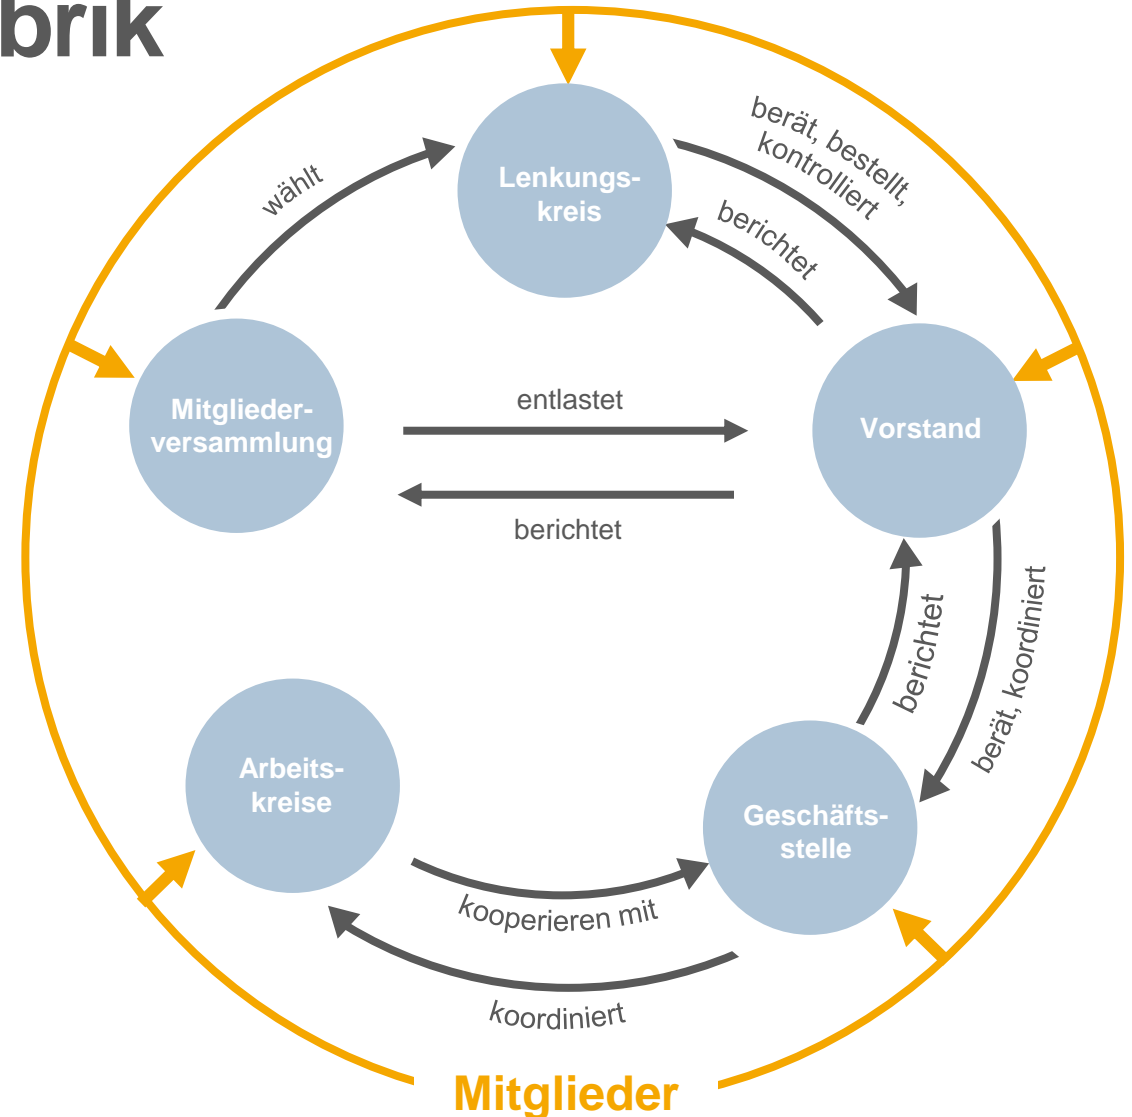 brik
berät, bestellt,
kontrolliert
wählt
Lenkungs-
kreis
berichtet
Mitglieder-
versammlung
entlastet
Vorstand
berichtet
berichtet
berät, koordiniert
Arbeits-
kreise
Geschäfts-
stelle
kooperieren mit
koordiniert
Mitglieder